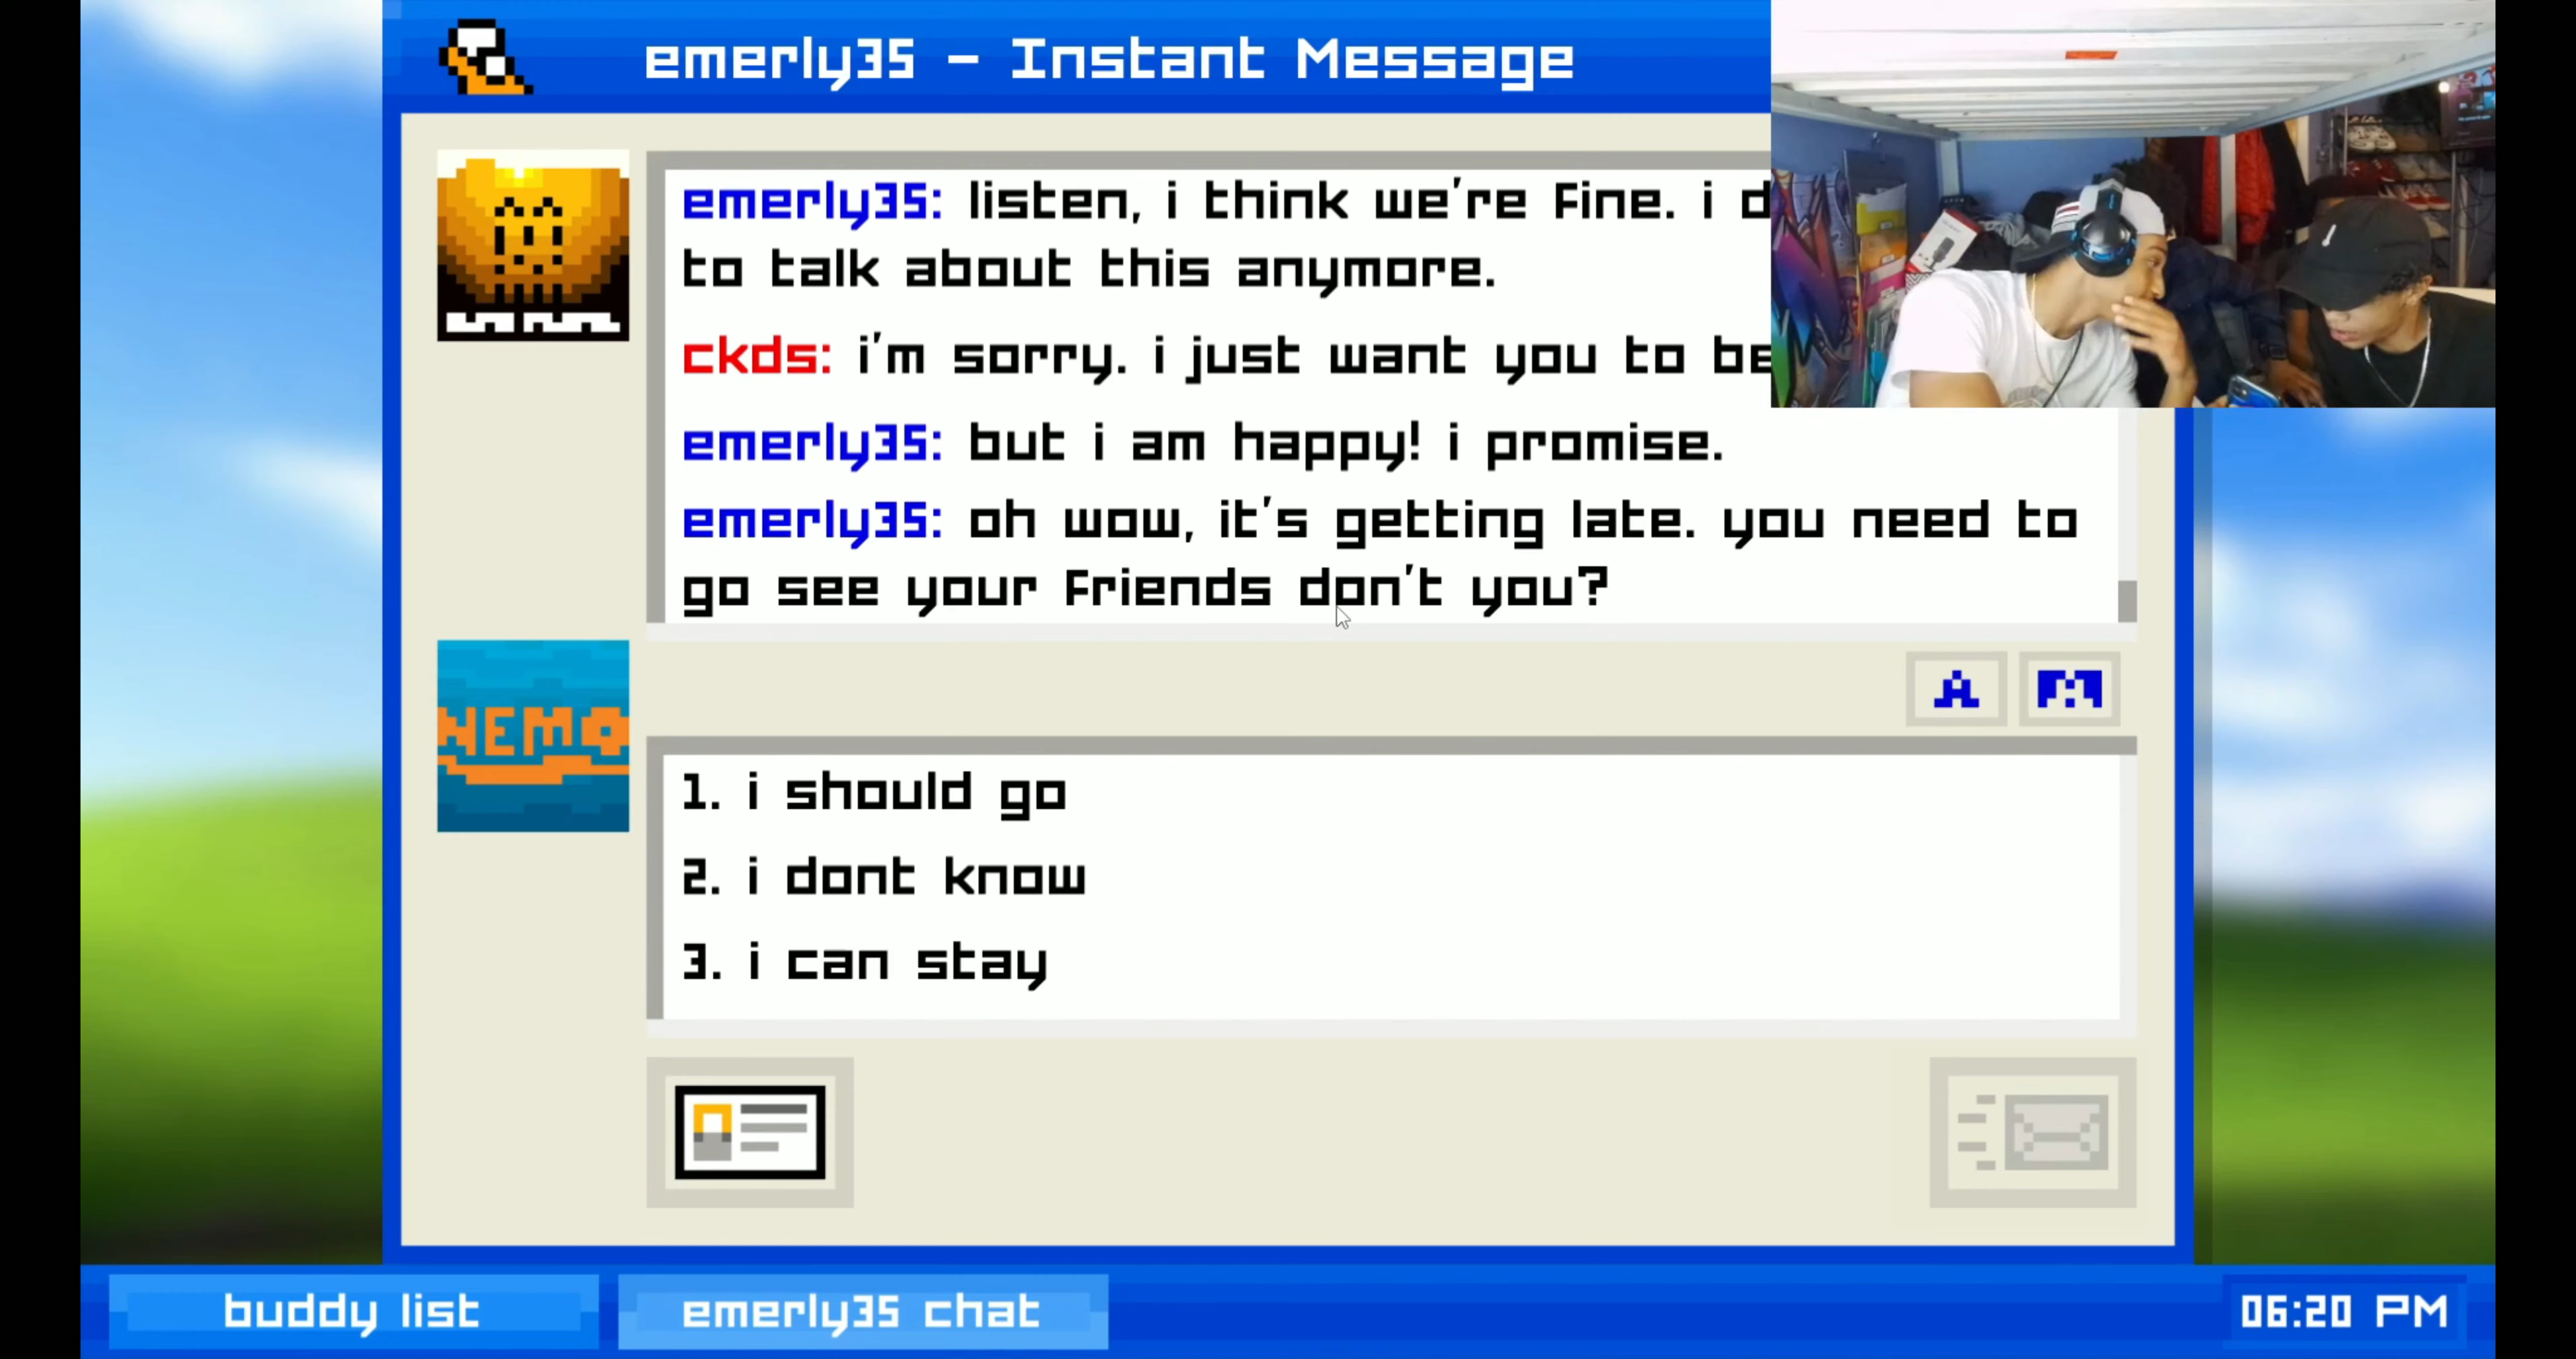 emerly35 - Instant Message
emerly35: listen, i think we're fine. i
to talk about this anymore.
ckds: i'm sorry. i just want you to
emerly35: but i am happy! i promise.
emerly35: oh wow, it's getting late. you need to
go see your friends don't you?
A M
NEMO
1. i should go
2. i dont know
3. i can stay
buddy list
emerly35 chat
06:20 PM